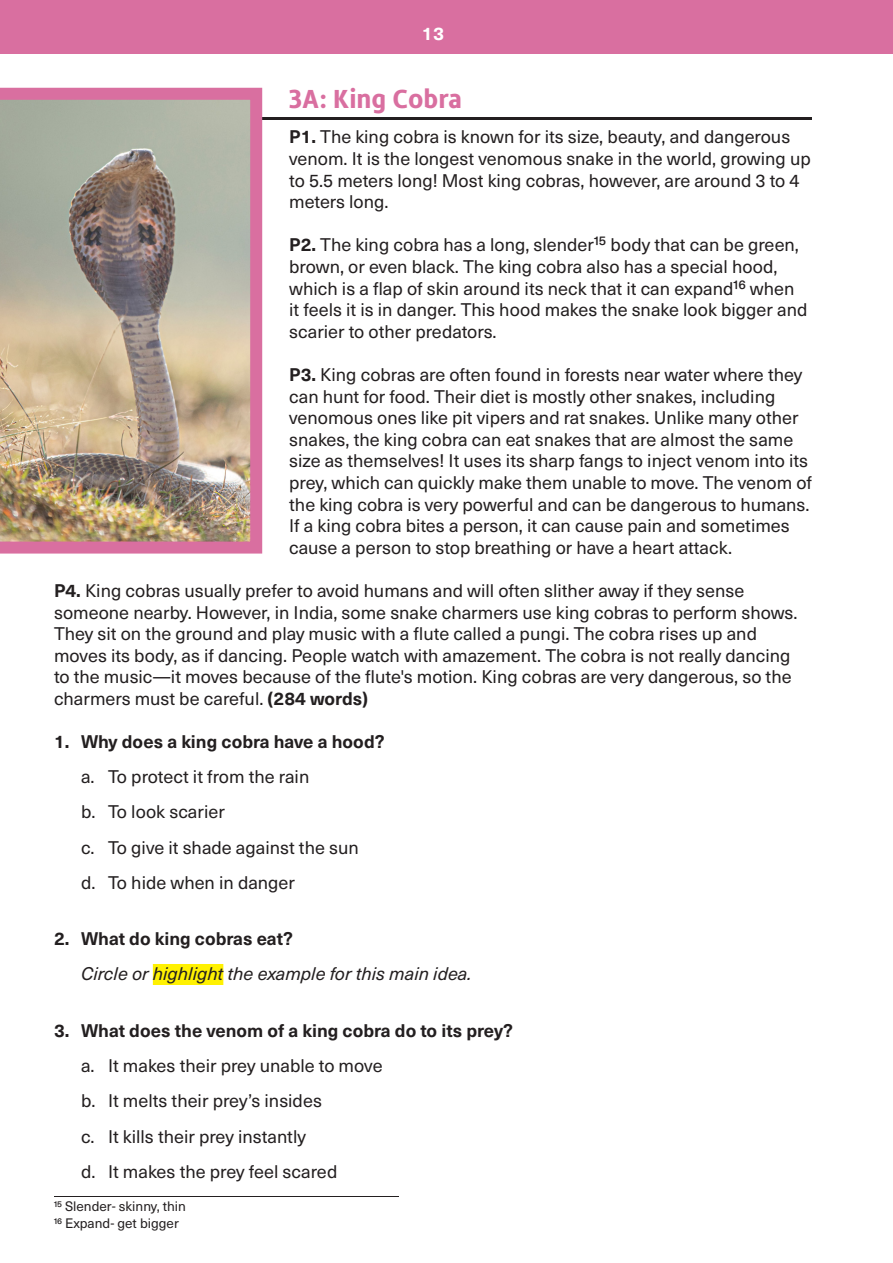 13
3A: King Cobra
P1. The king cobra is known for its size, beauty, and dangerous
venom. It is the longest venomous snake in the world, growing up
to 5.5 meters long! Most king cobras, however, are around 3 to 4
meters long.
P2. The king cobra has a long, slender¹⁵ body that can be green,
brown, or even black. The king cobra also has a special hood,
which is a flap of skin around its neck that it can expand¹⁶ when
it feels it is in danger. This hood makes the snake look bigger and
scarier to other predators.
P3. King cobras are often found in forests near water where they
can hunt for food. Their diet is mostly other snakes, including
venomous ones like pit vipers and rat snakes. Unlike many other
snakes, the king cobra can eat snakes that are almost the same
size as themselves! It uses its sharp fangs to inject venom into its
prey, which can quickly make them unable to move. The venom of
the king cobra is very powerful and can be dangerous to humans.
If a king cobra bites a person, it can cause pain and sometimes
cause a person to stop breathing or have a heart attack.
P4. King cobras usually prefer to avoid humans and will often slither away if they sense
someone nearby. However, in India, some snake charmers use king cobras to perform shows.
They sit on the ground and play music with a flute called a pungi. The cobra rises up and
moves its body, as if dancing. People watch with amazement. The cobra is not really dancing
to the music—it moves because of the flute's motion. King cobras are very dangerous, so the
charmers must be careful. (284 words)
1. Why does a king cobra have a hood?
a. To protect it from the rain
b. To look scarier
c. To give it shade against the sun
d. To hide when in danger
2. What do king cobras eat?
Circle or highlight the example for this main idea.
3. What does the venom of a king cobra do to its prey?
a. It makes their prey unable to move
b. It melts their prey’s insides
c. It kills their prey instantly
d. It makes the prey feel scared
¹⁵ Slender- skinny, thin
¹⁶ Expand- get bigger